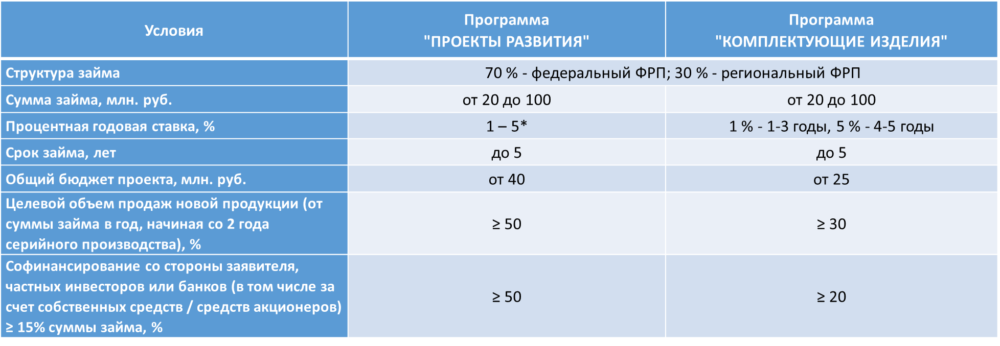 Условия
Программа
"ПРОЕКТЫ РАЗВИТИЯ"
Программа
"КОМПЛЕКТУЮЩИЕ ИЗДЕЛИЯ"
Структура займа
70 % - федеральный ФРП; 30 % - региональный ФРП
Сумма займа, млн. руб.
от 20 до 100
от 20 до 100
Процентная годовая ставка, %
1 – 5*
1 % - 1-3 годы, 5 % - 4-5 годы
Срок займа, лет
до 5
до 5
Общий бюджет проекта, млн. руб.
от 40
от 25
Целевой объем продаж новой продукции (от
суммы займа в год, начиная со 2 года
серийного производства), %
≥ 50
≥ 30
Софинансирование со стороны заявителя,
частных инвесторов или банков (в том числе за
счет собственных средств / средств акционеров)
≥ 15% суммы займа, %
≥ 50
≥ 20